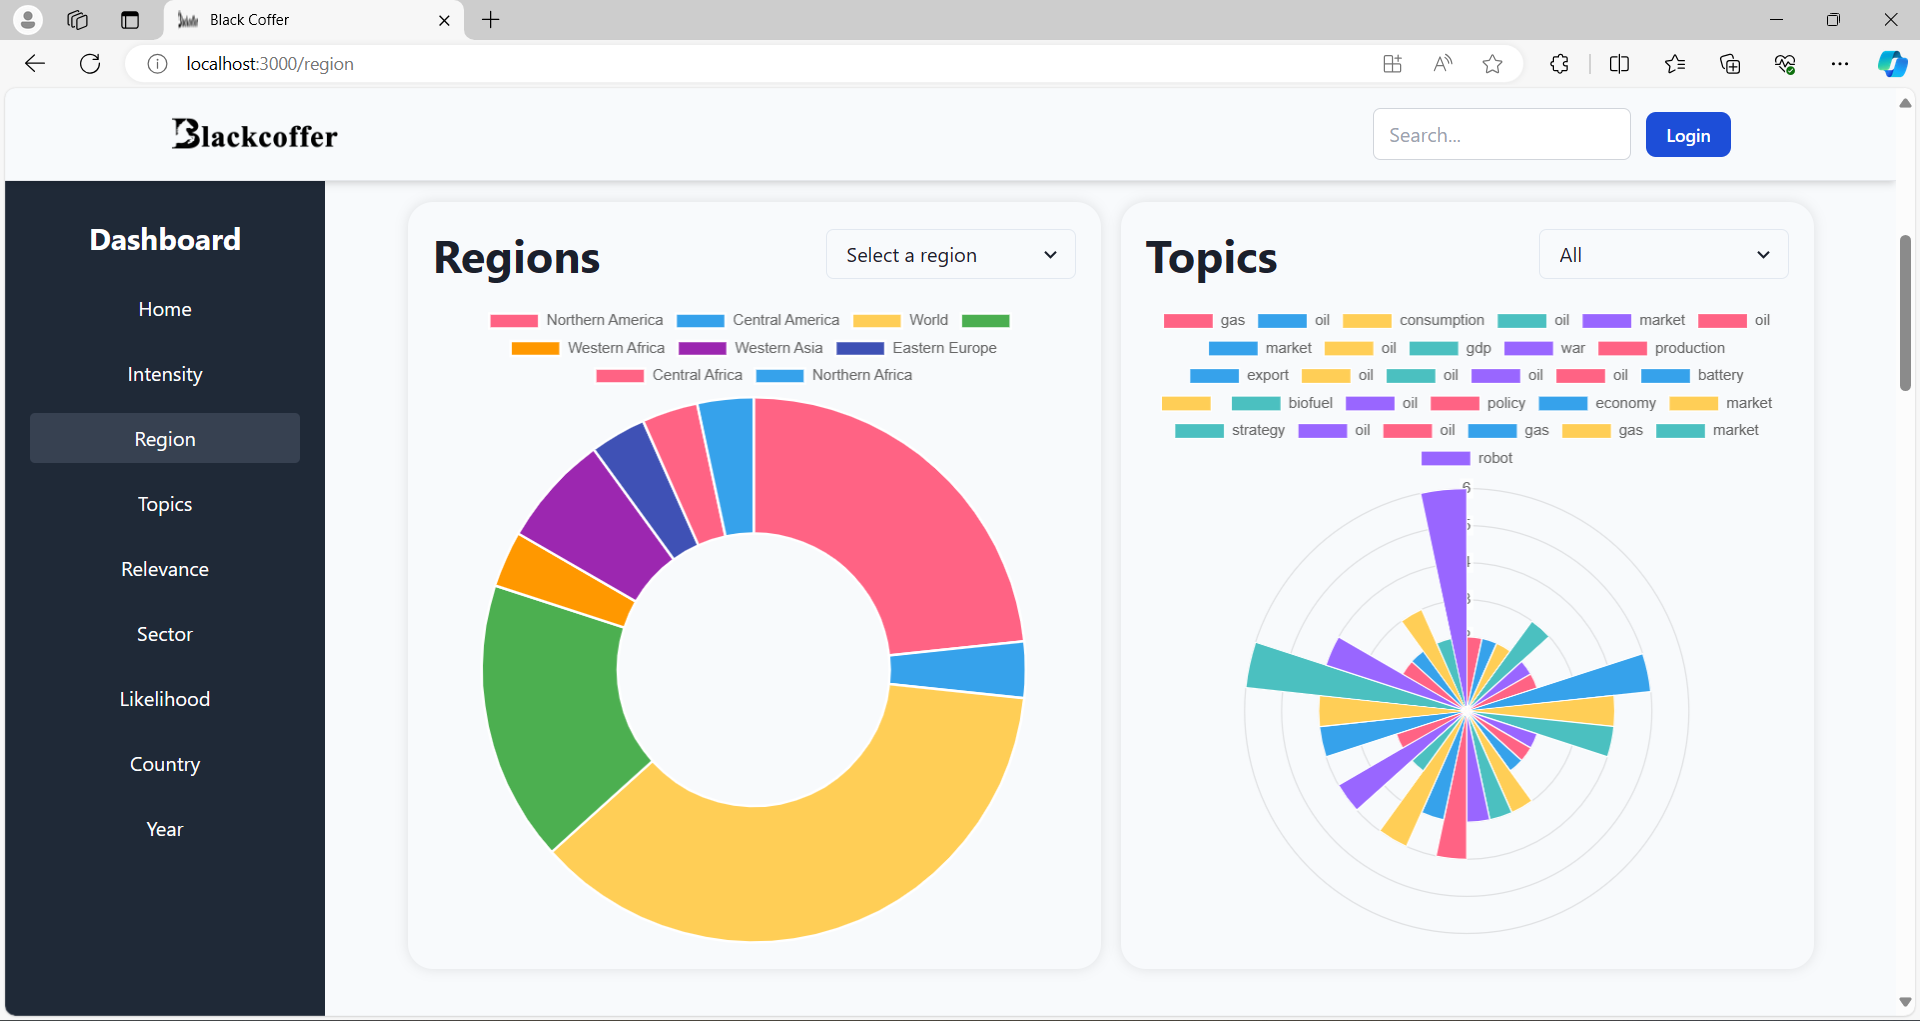 Black Coffer
localhost:3000/region
Blackcoffer
Search...
Login
Dashboard
Home
Intensity
Region
Topics
Relevance
Sector
Likelihood
Country
Year
Regions
Select a region
Northern America Central America World
Western Africa Western Asia Eastern Europe
Central Africa Northern Africa
Topics
All
gas oil consumption oil market oil
market oil gdp war production
export oil oil oil oil battery
biofuel oil policy economy market
strategy oil oil gas gas market
robot
6
5
4
3